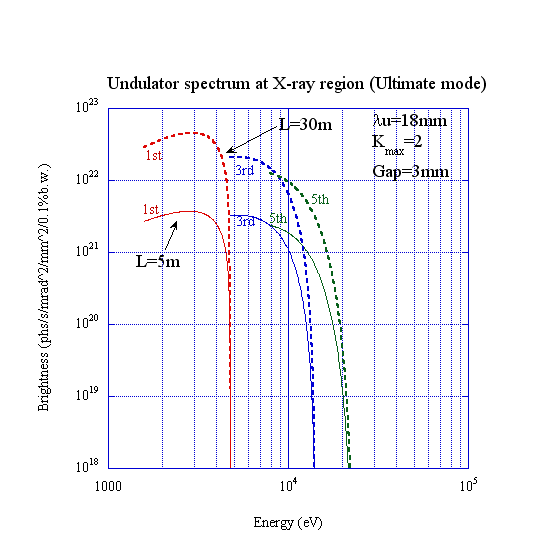 Undulator spectrum at X-ray region (Ultimate mode)
10^23
L=30m
λu=18mm
K_max=2
Gap=3mm
1st
3rd
5th
10^22
1st
3rd
5th
10^21
L=5m
10^20
10^19
10^18
1000
10^4
10^5
Energy (eV)
Brightness (phs/s/mrad^2/mm^2/0.1%b.w.)